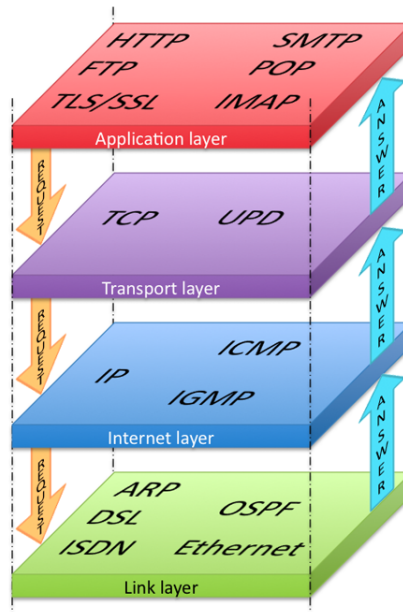 HTTP SMTP
FTP POP
TLS/SSL IMAP
Application layer
REQUEST
ANSWER
TCP UPD
Transport layer
REQUEST
ANSWER
ICMP
IP
IGMP
Internet layer
REQUEST
ANSWER
ARP
DSL OSPF
ISDN Ethernet
Link layer